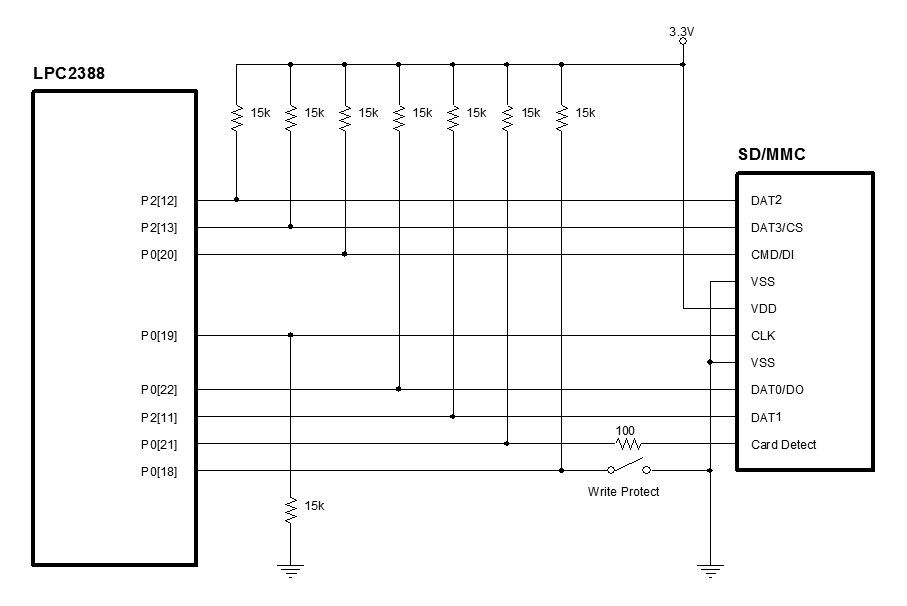 3.3V
LPC2388
15k 15k 15k 15k 15k 15k 15k
SD/MMC
P2[12] DAT2
P2[13] DAT3/CS
P0[20] CMD/DI
VSS
VDD
P0[19] CLK
VSS
P0[22] DAT0/DO
P2[11] DAT1
100
P0[21] Card Detect
P0[18]
Write Protect
15k